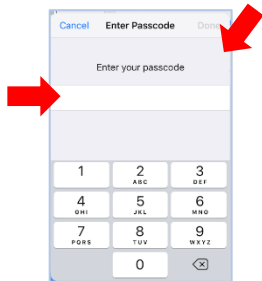 Cancel Enter Passcode Done
Enter your passcode
1 2 3
ABC DEF
4 5 6
GHI JKL MNO
7 8 9
PQRS TUV WXYZ
0